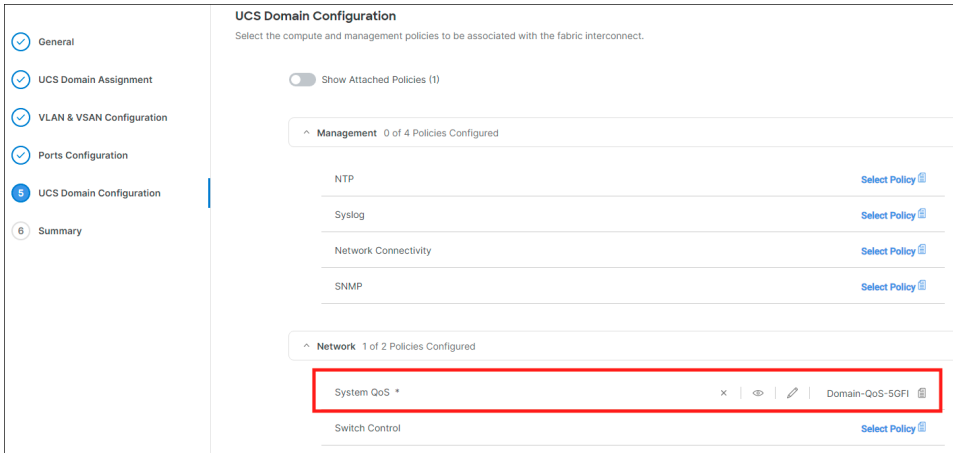 UCS Domain Configuration
Select the compute and management policies to be associated with the fabric interconnect.
General
UCS Domain Assignment
VLAN & VSAN Configuration
Ports Configuration
5 UCS Domain Configuration
6 Summary
Show Attached Policies (1)
Management 0 of 4 Policies Configured
NTP Select Policy
Syslog Select Policy
Network Connectivity Select Policy
SNMP Select Policy
Network 1 of 2 Policies Configured
System QoS * Domain-QoS-5GFI
Switch Control Select Policy